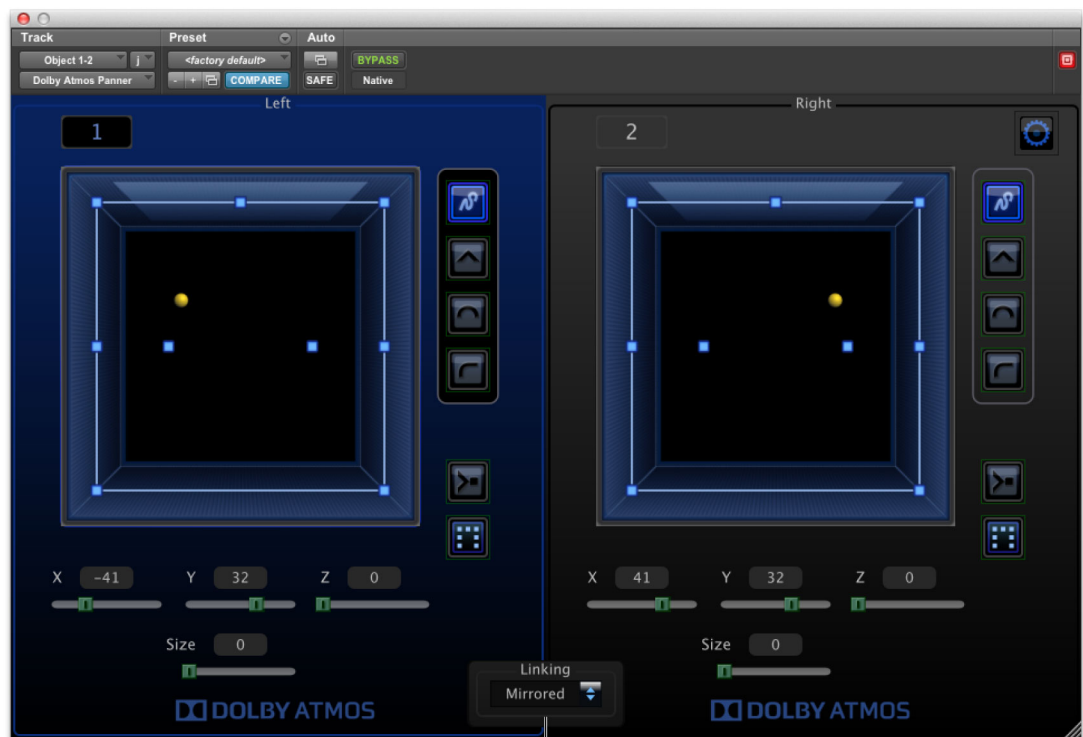 Track Preset Auto
Object 1-2 j <factory default> BYPASS
Dolby Atmos Panner - + COMPARE SAFE Native
Left
1
X -41 Y 32 Z 0
Size 0
DOLBY ATMOS
Right
2
X 41 Y 32 Z 0
Size 0
DOLBY ATMOS
Linking
Mirrored